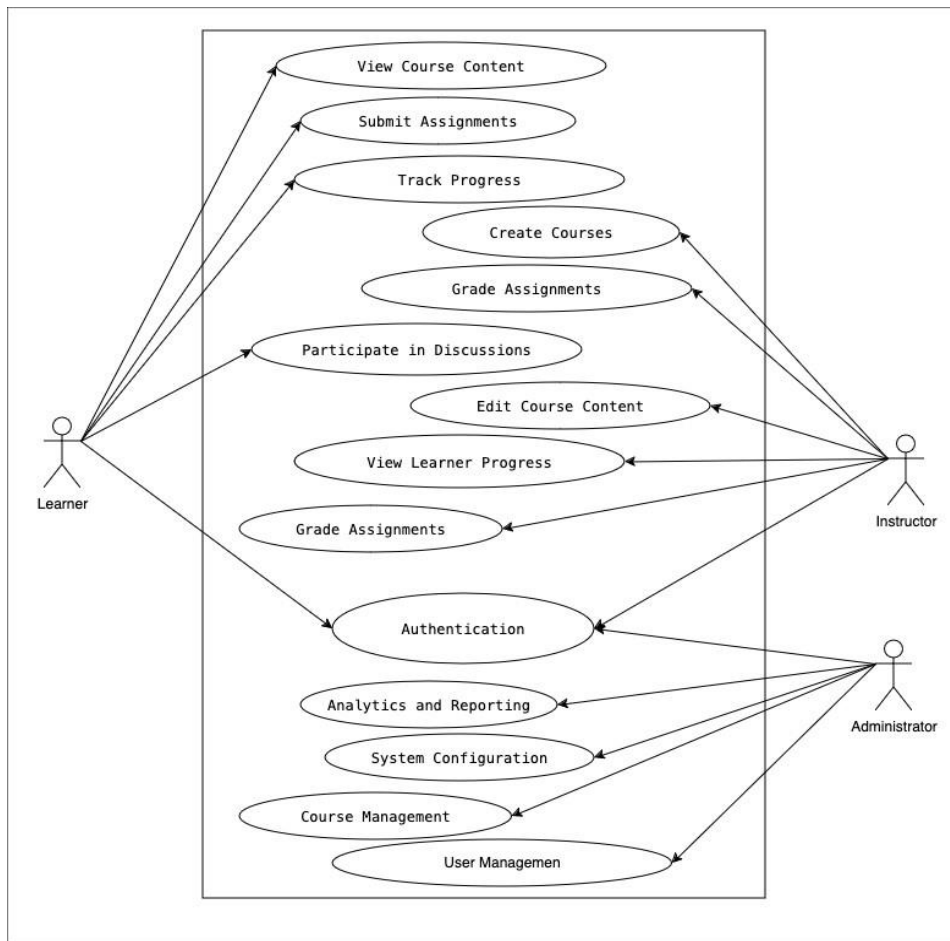 View Course Content
Submit Assignments
Track Progress
Create Courses
Grade Assignments
Participate in Discussions
Edit Course Content
View Learner Progress
Learner
Instructor
Grade Assignments
Authentication
Analytics and Reporting
Administrator
System Configuration
Course Management
User Managemen